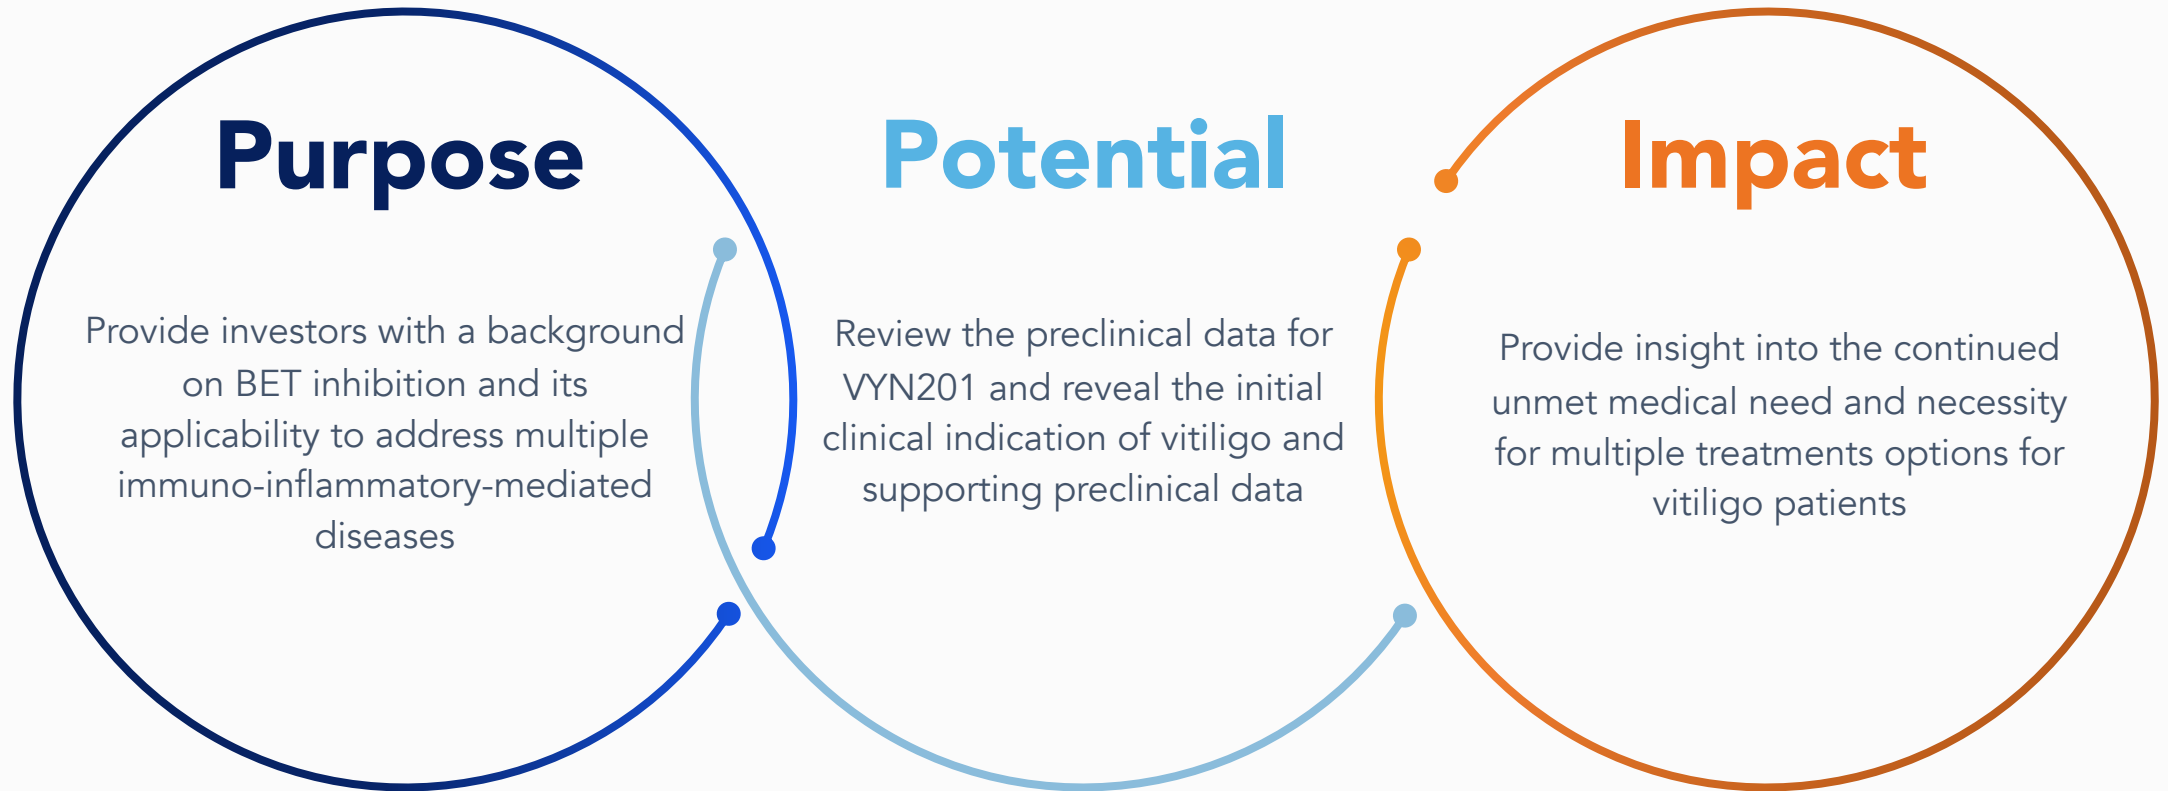 Purpose
Provide investors with a background
on BET inhibition and its
applicability to address multiple
immuno-inflammatory-mediated
diseases
Potential
Review the preclinical data for
VYN201 and reveal the initial
clinical indication of vitiligo and
supporting preclinical data
Impact
Provide insight into the continued
unmet medical need and necessity
for multiple treatments options for
vitiligo patients